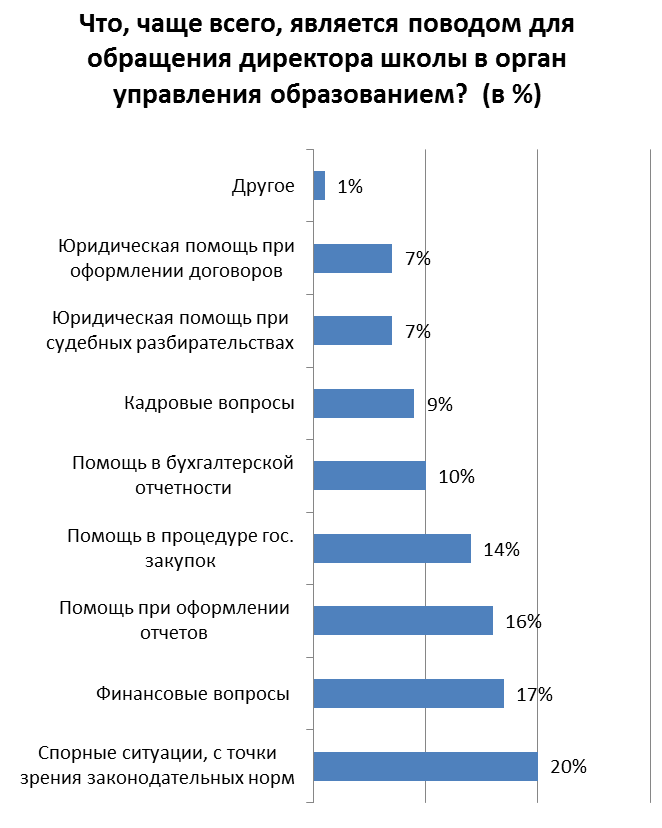 Что, чаще всего, является поводом для
обращения директора школы в орган
управления образованием?  (в %)
Другое
1%
Юридическая помощь при
оформлении договоров
7%
Юридическая помощь при
судебных разбирательствах
7%
Кадровые вопросы
9%
Помощь в бухгалтерской
отчетности
10%
Помощь в процедуре гос.
закупок
14%
Помощь при оформлении
отчетов
16%
Финансовые вопросы
17%
Спорные ситуации, с точки
зрения законодательных норм
20%